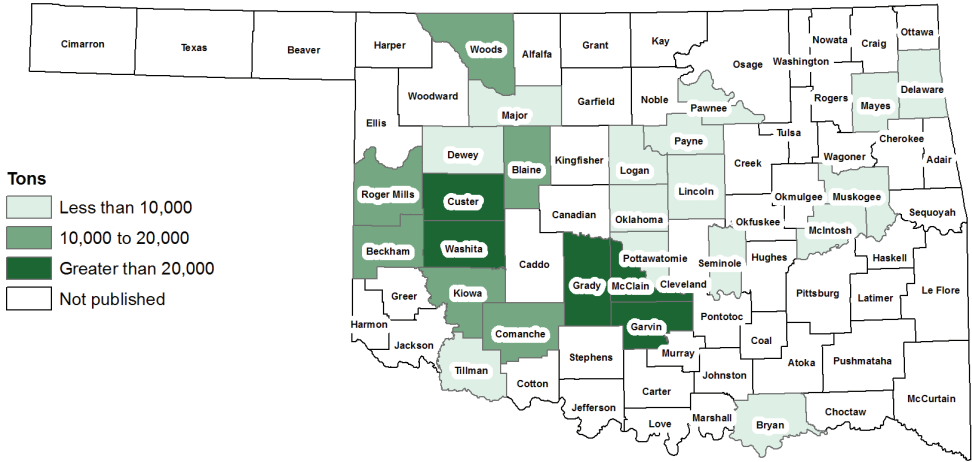 Cimarron
Texas
Beaver
Harper
Woods
Alfalfa
Grant
Kay
Osage
Washington
Nowata
Craig
Ottawa
Delaware
Mayes
Rogers
Woodward
Ellis
Major
Garfield
Noble
Pawnee
Dewey
Blaine
Kingfisher
Logan
Payne
Creek
Tulsa
Wagoner
Cherokee
Adair
Roger Mills
Custer
Canadian
Oklahoma
Lincoln
Okfuskee
Okmulgee
Muskogee
McIntosh
Sequoyah
Beckham
Washita
Caddo
Grady
McClain
Pottawatomie
Cleveland
Seminole
Hughes
Haskell
Pittsburg
Latimer
Le Flore
Greer
Kiowa
Harmon
Jackson
Comanche
Garvin
Pontotoc
Coal
Atoka
Pushmataha
Stephens
Murray
Johnston
Tillman
Cotton
Carter
Jefferson
Love
Marshall
Bryan
Choctaw
McCurtain
Tons
Less than 10,000
10,000 to 20,000
Greater than 20,000
Not published